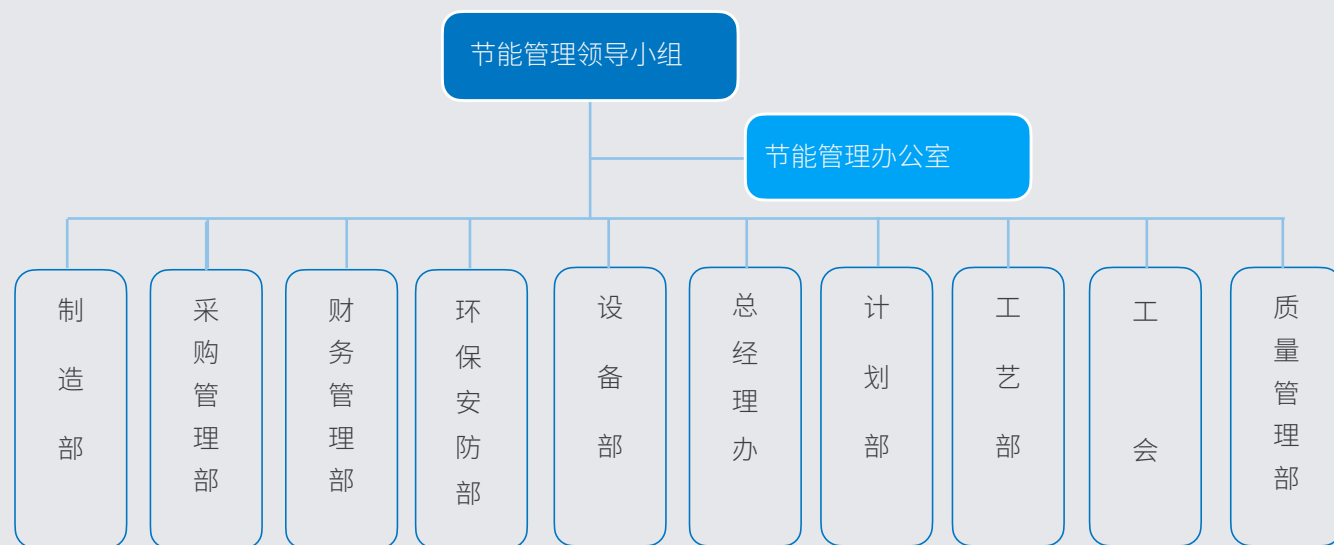 节能管理领导小组
节能管理办公室
制造部
采购管理部
财务管理部
环保安防部
设备部
总经理办
计划部
工艺部
工会
质量管理部